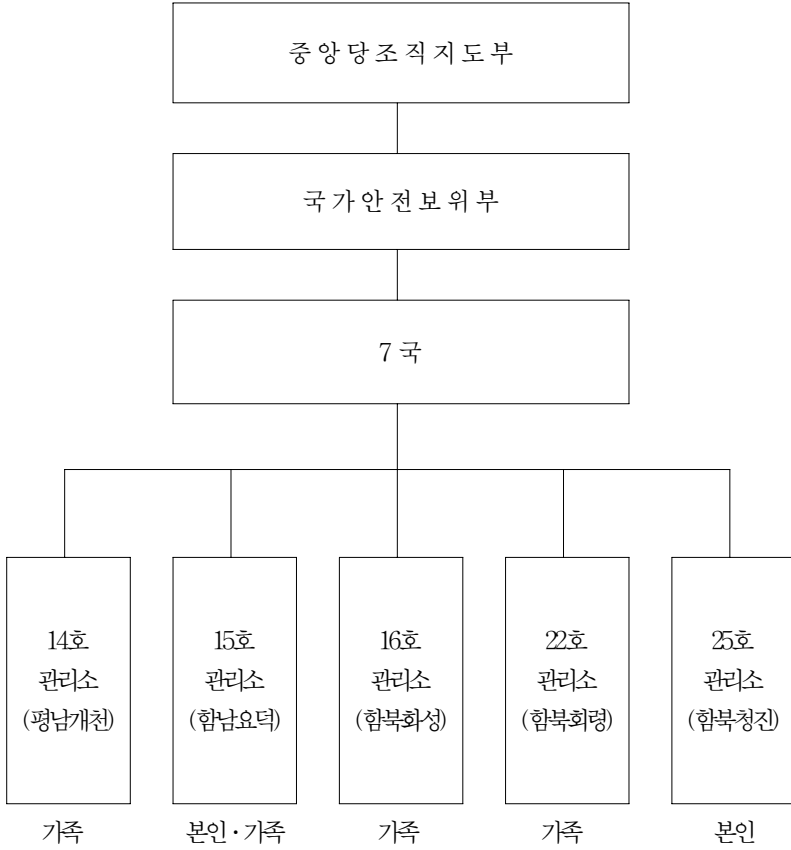 중앙당조직지도부
국가안전보위부
7국
14호
관리소
(평남개천)
15호
관리소
(함남요덕)
16호
관리소
(함북화성)
22호
관리소
(함북회령)
25호
관리소
(함북청진)
가족
본인·가족
가족
가족
본인